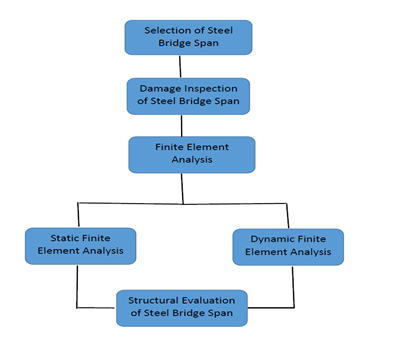 Selection of Steel
Bridge Span
Damage Inspection
of Steel Bridge Span
Finite Element
Analysis
Static Finite
Element Analysis
Dynamic Finite
Element Analysis
Structural Evaluation
of Steel Bridge Span